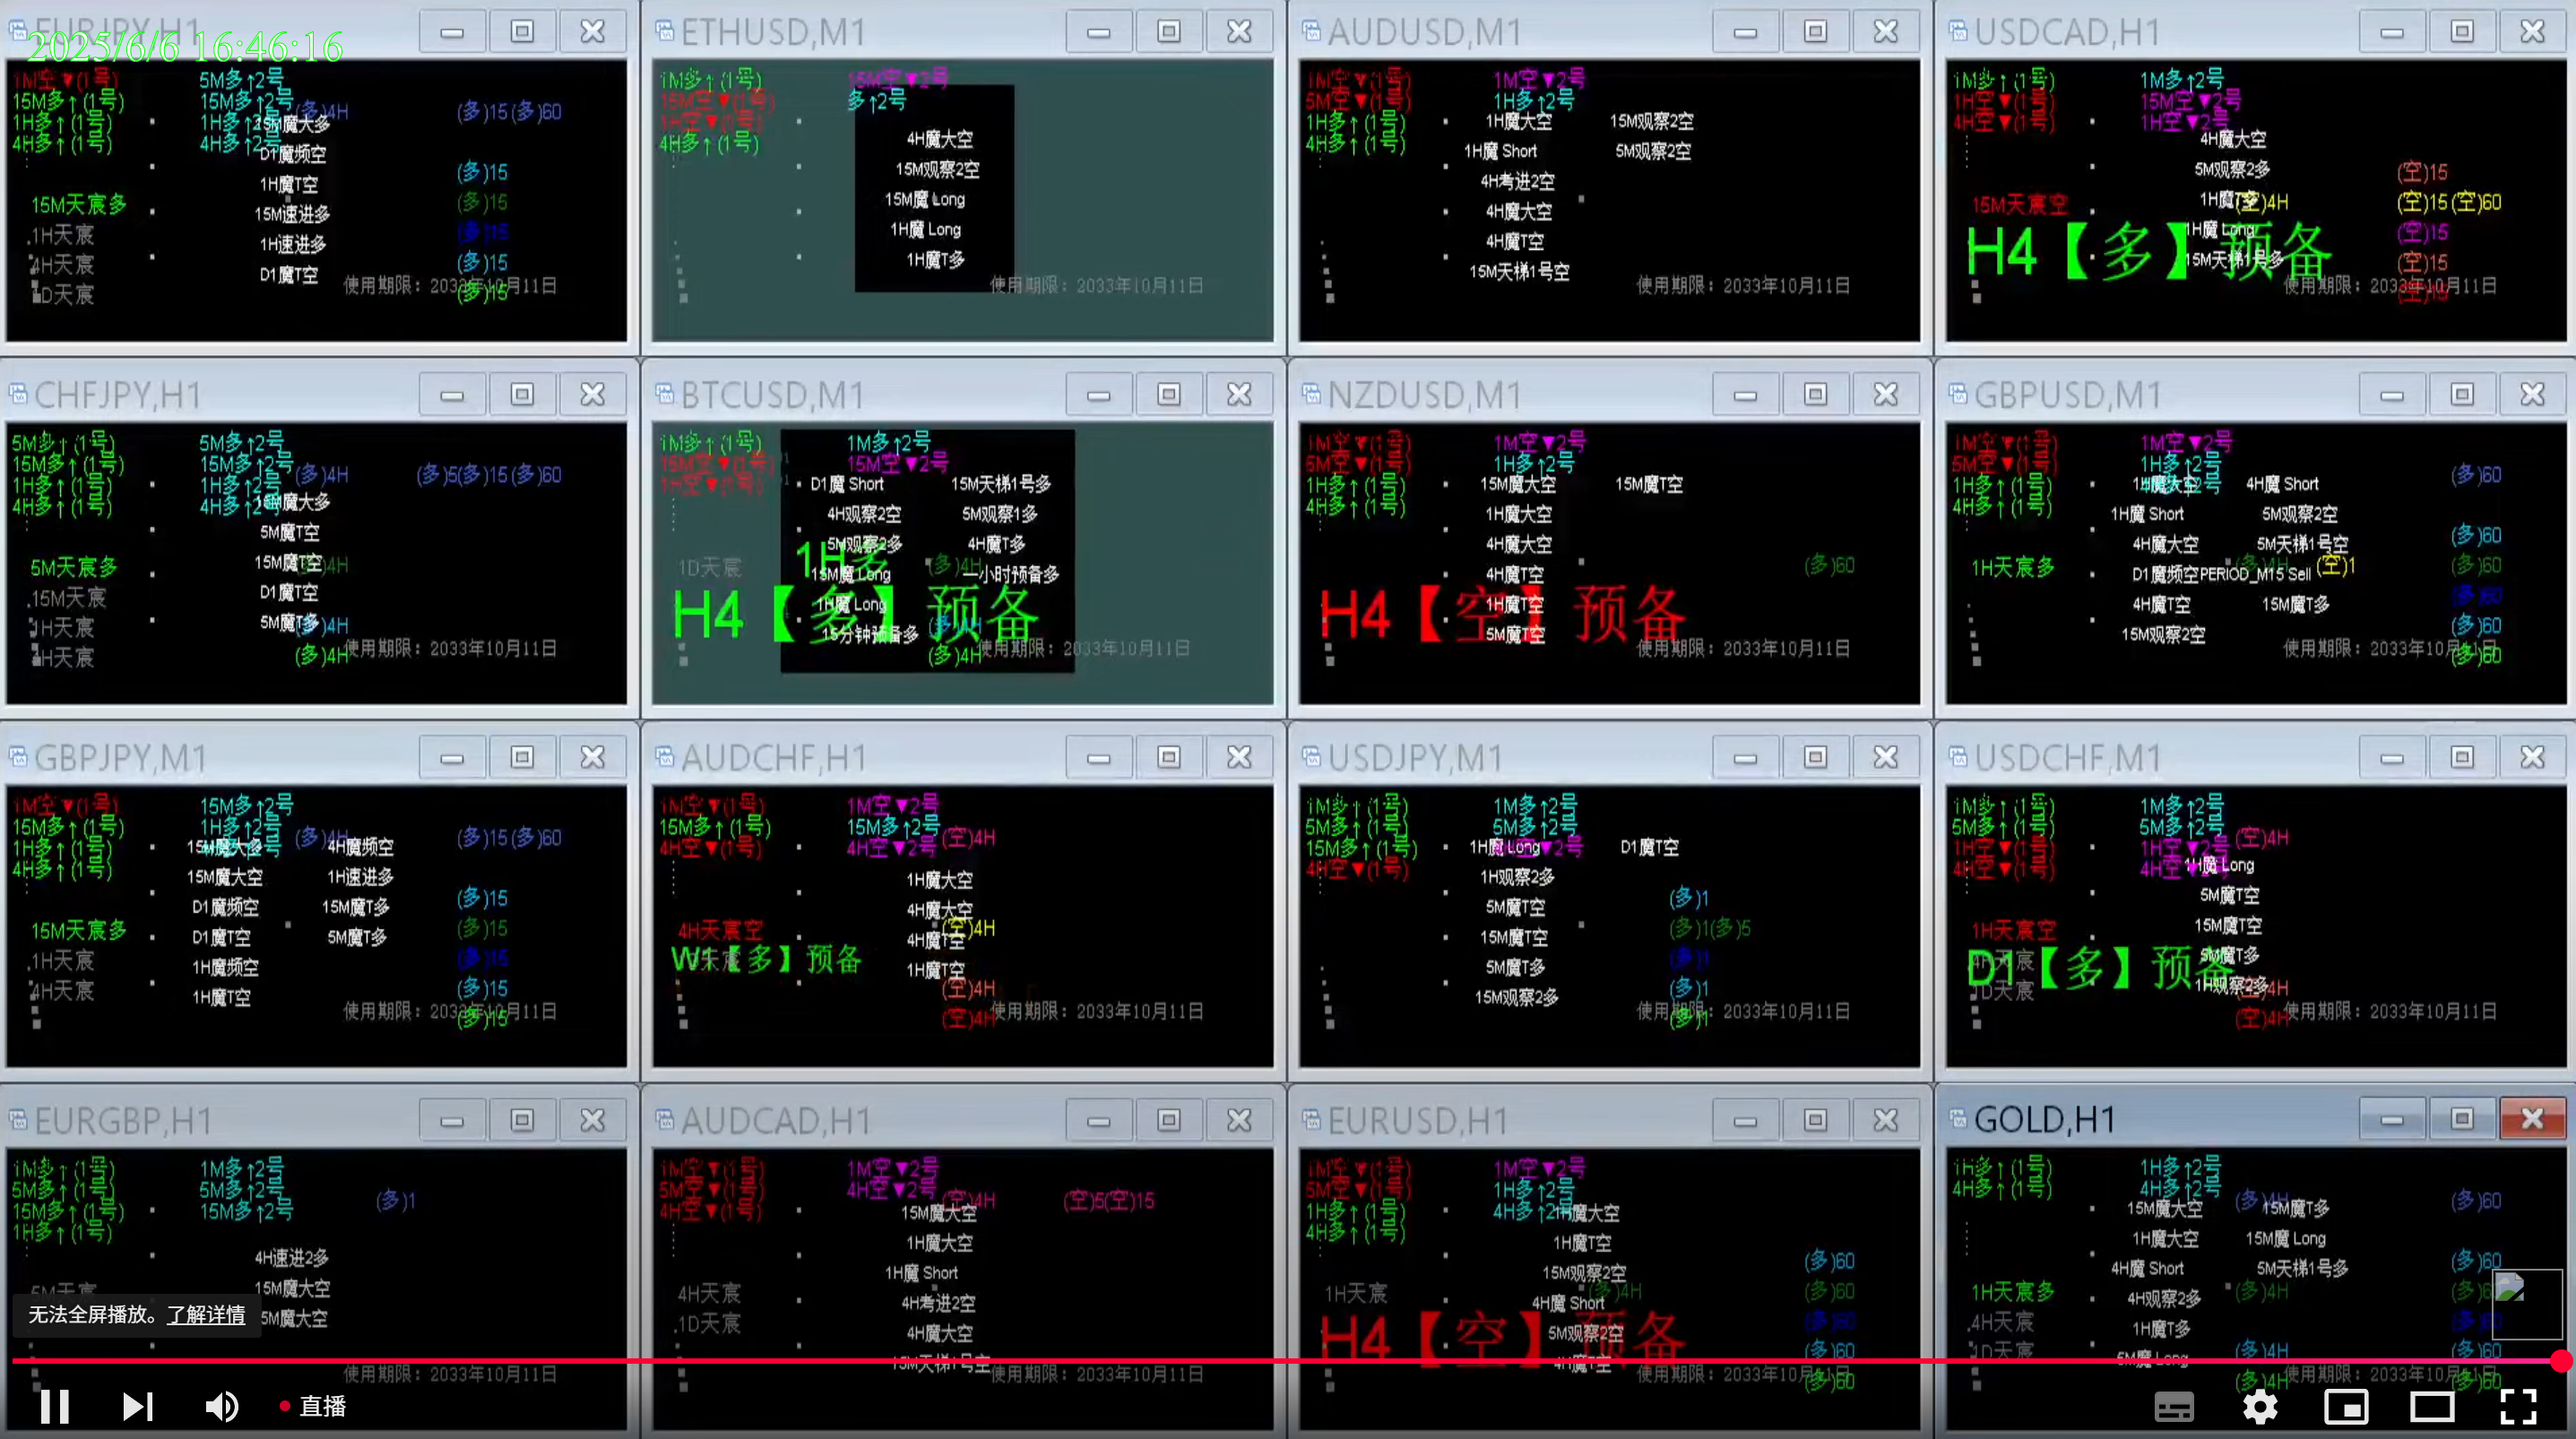 EURJPY,H1
2025/6/6 16:46:16
1M空▼(1号)
5M多↑2号
15M多↑(1号)
15M多↑2号
(多)4H
(多)15(多)60
1H多↑(1号)
1H多↑2号
15M魔大多
4H多↑(1号)
4H多↑2号
D1魔频空
(多)15
1H魔T空
15M天宸多
(多)15
15M速进多
.1H天宸
(多)15
1H速进多
4H天宸
(多)15
D1魔T空
1D天宸
使用期限：2033年10月11日
(多)15
ETHUSD,M1
1M多↑(1号)
15M空▼2号
15M空▼(1号)
多↑2号
1H空▼(1号)
4H多↑(1号)
4H魔大空
15M观察2空
15M魔 Long
1H魔 Long
1H魔T多
使用期限：2033年10月11日
AUDUSD,M1
1M空▼(1号)
1M空▼2号
5M空▼(1号)
1H多↑2号
1H多↑(1号)
1H魔大空
15M观察2空
4H多↑(1号)
1H魔 Short
5M观察2空
4H考进2空
4H魔大空
4H魔T空
15M天梯1号空
使用期限：2033年10月11日
USDCAD,H1
1M多↑(1号)
1M多↑2号
1H空▼(1号)
15M空▼2号
4H空▼(1号)
1H空▼2号
4H魔大空
5M观察2多
(空)15
15M天宸空
(空)4H
(空)15(空)60
1H魔 Long
(空)15
H4【多】预备
15M天梯1号多
(空)15
使用期限：2033年10月11日
(空)15
CHFJPY,H1
5M多↑(1号)
5M多↑2号
15M多↑(1号)
15M多↑2号
(多)4H
(多)5(多)15(多)60
1H多↑(1号)
1H多↑2号
15M魔大多
4H多↑(1号)
4H多↑2号
5M魔T空
5M天宸多
15M魔T空
(多)4H
.15M天宸
D1魔T空
1H天宸
5M魔T多
(多)4H
4H天宸
使用期限：2033年10月11日
(多)4H
BTCUSD,M1
1M多↑(1号)
1M多↑2号
15M空▼(1号)
15M空▼2号
1H空▼(1号)
D1魔 Short
15M天梯1号多
4H观察2空
5M观察1多
5M观察2多
4H魔T多
1D天宸
1H多
(多)4H
15M魔 Long
一小时预备多
1H魔 Long
H4【多】预备
15分钟预备多
(多)4H
使用期限：2033年10月11日
NZDUSD,M1
1M空▼(1号)
1M空▼2号
5M空▼(1号)
1H多↑2号
1H多↑(1号)
15M魔大空
15M魔T空
4H多↑(1号)
1H魔大空
4H魔大空
4H魔T空
(多)60
1H魔T空
H4【空】预备
5M魔T空
使用期限：2033年10月11日
GBPUSD,M1
1M空▼(1号)
1M空▼2号
5M空▼(1号)
1H多↑2号
(多)60
1H多↑(1号)
1H魔大空
4H魔 Short
4H多↑(1号)
1H魔 Short
5M观察2空
4H魔大空
5M天梯1号空
(多)60
1H天宸多
(多)4H
(空)1
(多)60
D1魔频空PERIOD_M15 Sell
4H魔T空
15M魔T多
(多)60
15M观察2空
(多)60
使用期限：2033年10月11日
(多)60
GBPJPY,M1
1M空▼(1号)
15M多↑2号
15M多↑(1号)
1H多↑2号
(多)4H
(多)15(多)60
1H多↑(1号)
15M魔大多
4H魔频空
4H多↑(1号)
15M魔大空
1H速进多
D1魔频空
15M魔T多
(多)15
15M天宸多
D1魔T空
5M魔T多
(多)15
.1H天宸
1H魔频空
(多)15
4H天宸
1H魔T空
(多)15
使用期限：2033年10月11日
(多)15
AUDCHF,H1
1M空▼(1号)
1M空▼2号
15M多↑(1号)
15M多↑2号
(空)4H
4H空▼(1号)
4H空▼2号
1H魔大空
4H魔大空
4H天宸空
(空)4H
4H魔T空
W1【多】预备
1H魔T空
(空)4H
使用期限：2033年10月11日
(空)4H
USDJPY,M1
1M多↑(1号)
1M多↑2号
5M多↑(1号)
5M多↑2号
15M多↑(1号)
1H魔 Long
D1魔T空
4H空▼(1号)
1H观察2多
5M魔T空
(多)1
15M魔T空
(多)1(多)5
5M魔T多
(多)1
15M观察2多
(多)1
使用期限：2033年10月11日
(多)1
USDCHF,M1
1M多↑(1号)
1M多↑2号
5M多↑(1号)
5M多↑2号
(空)4H
1H空▼(1号)
1H空▼2号
4H空▼(1号)
1H魔 Long
5M魔T空
1H天宸空
15M魔T空
4H天宸
5M魔T多
D1【多】预备
1D天宸
1H观察2多
(空)4H
使用期限：2033年10月11日
(空)4H
EURGBP,H1
1M多↑(1号)
1M多↑2号
5M多↑(1号)
5M多↑2号
(多)1
15M多↑(1号)
15M多↑2号
1H多↑(1号)
4H速进2多
5M天宸
15M魔大空
无法全屏播放。了解详情
5M魔大空
使用期限：2033年10月11日
AUDCAD,H1
1M空▼(1号)
1M空▼2号
5M空▼(1号)
4H空▼2号
(空)4H
(空)5(空)15
4H空▼(1号)
15M魔大空
1H魔大空
1H魔 Short
4H天宸
4H考进2空
.1D天宸
4H魔大空
15M天梯1号空
使用期限：2033年10月11日
EURUSD,H1
1M空▼(1号)
1M空▼2号
5M空▼(1号)
1H多↑2号
1H多↑(1号)
4H多↑2号
1H魔大空
4H多↑(1号)
1H魔T空
15M观察2空
(多)60
1H天宸
(多)4H
(多)60
4H魔 Short
H4【空】预备
5M观察2空
(多)60
4H魔T空
(多)60
使用期限：2033年10月11日
(多)60
GOLD,H1
1H多↑(1号)
1H多↑2号
4H多↑(1号)
4H多↑2号
(多)4H
(多)60
15M魔大空
15M魔T多
1H魔大空
15M魔 Long
4H魔 Short
5M天梯1号多
(多)60
1H天宸多
4H观察2多
(多)4H
.4H天宸
1H魔T多
1D天宸
5M魔 Long
(多)4H
(多)60
使用期限：2033年10月11日
(多)4H
(多)60
直播